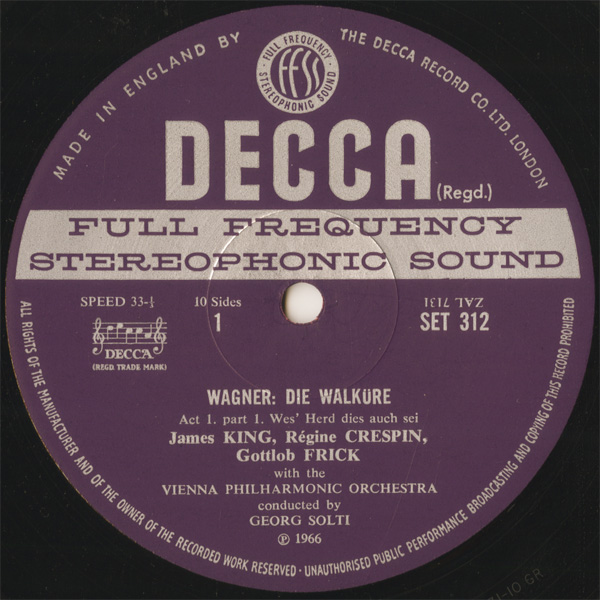 MADE IN ENGLAND BY THE DECCA RECORD CO. LTD. LONDON
· FULL FREQUENCY · STEREOPHONIC SOUND
FFSS
DECCA (Regd.)
FULL FREQUENCY
STEREOPHONIC SOUND
SPEED 33-⅓
10 Sides
1
ZAL 7131
SET 312
DECCA
(REGD. TRADE MARK)
WAGNER: DIE WALKÜRE
Act 1. part 1. Wes' Herd dies auch sei
James KING, Régine CRESPIN,
Gottlob FRICK
with the
VIENNA PHILHARMONIC ORCHESTRA
conducted by
GEORG SOLTI
℗ 1966
ALL RIGHTS OF THE MANUFACTURER AND OF THE OWNER OF THE RECORDED WORK RESERVED · UNAUTHORISED PUBLIC PERFORMANCE BROADCASTING AND COPYING OF THIS RECORD PROHIBITED